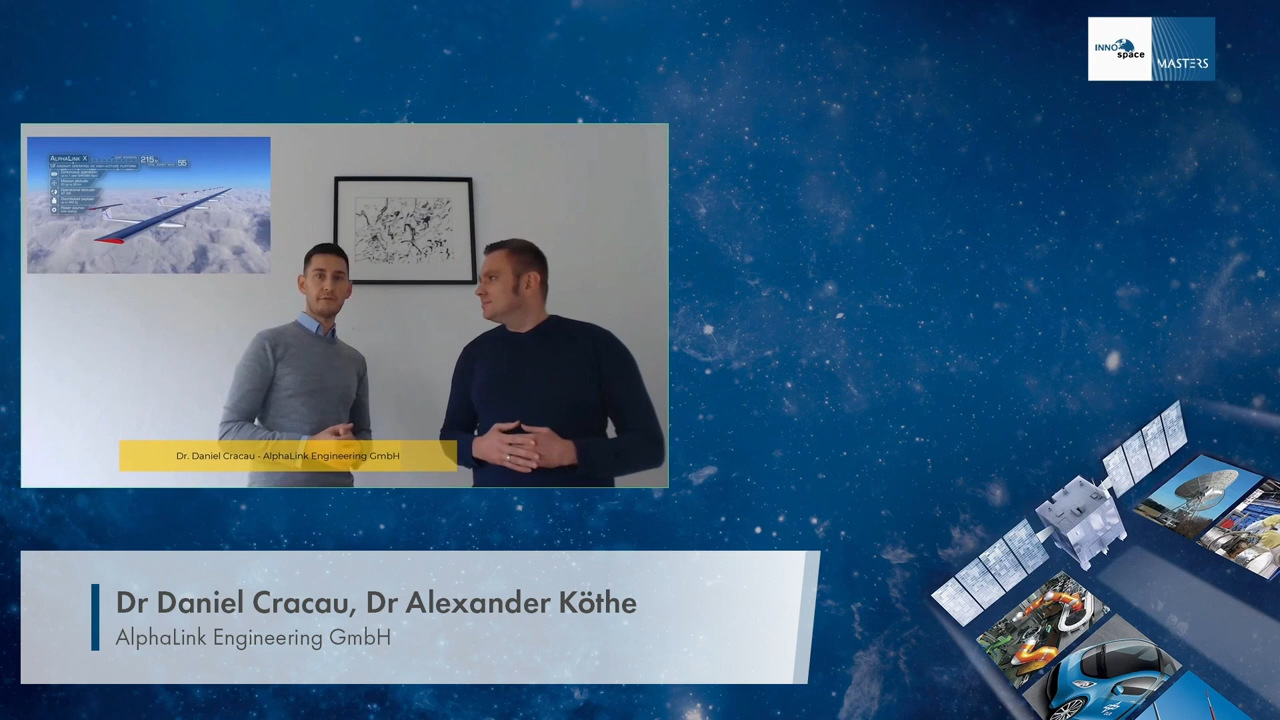 INNO
space
MASTERS
ALPHALINK X
215
55
Dr. Daniel Cracau - AlphaLink Engineering GmbH
Dr Daniel Cracau, Dr Alexander Köthe
AlphaLink Engineering GmbH